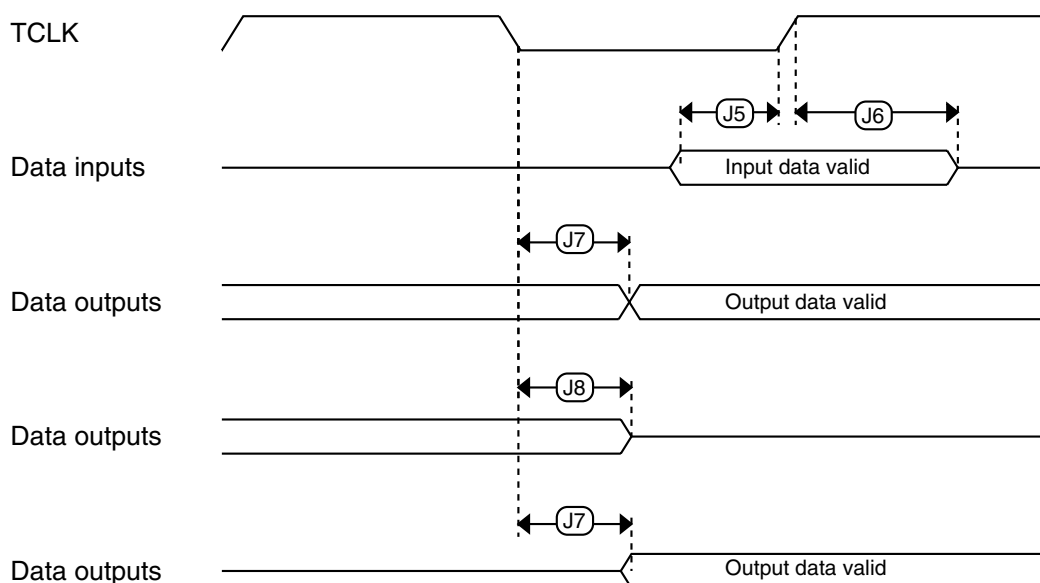 TCLK
J5
J6
Data inputs
Input data valid
J7
Data outputs
Output data valid
J8
Data outputs
J7
Data outputs
Output data valid